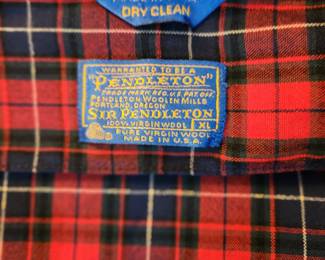 DRY CLEAN
WARRANTED TO BE A
"PENDLETON"
TRADE MARK REG. U.S. PAT. OFF.
PENDLETON WOOLEN MILLS
PORTLAND, OREGON
SIR PENDLETON
100% VIRGIN WOOL XL
PURE VIRGIN WOOL
MADE IN U.S.A.